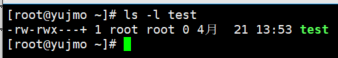 [root@yujmo ~]# ls -l test
-rw-rwx---+ 1 root root 0 4月  21 13:53 test
[root@yujmo ~]#